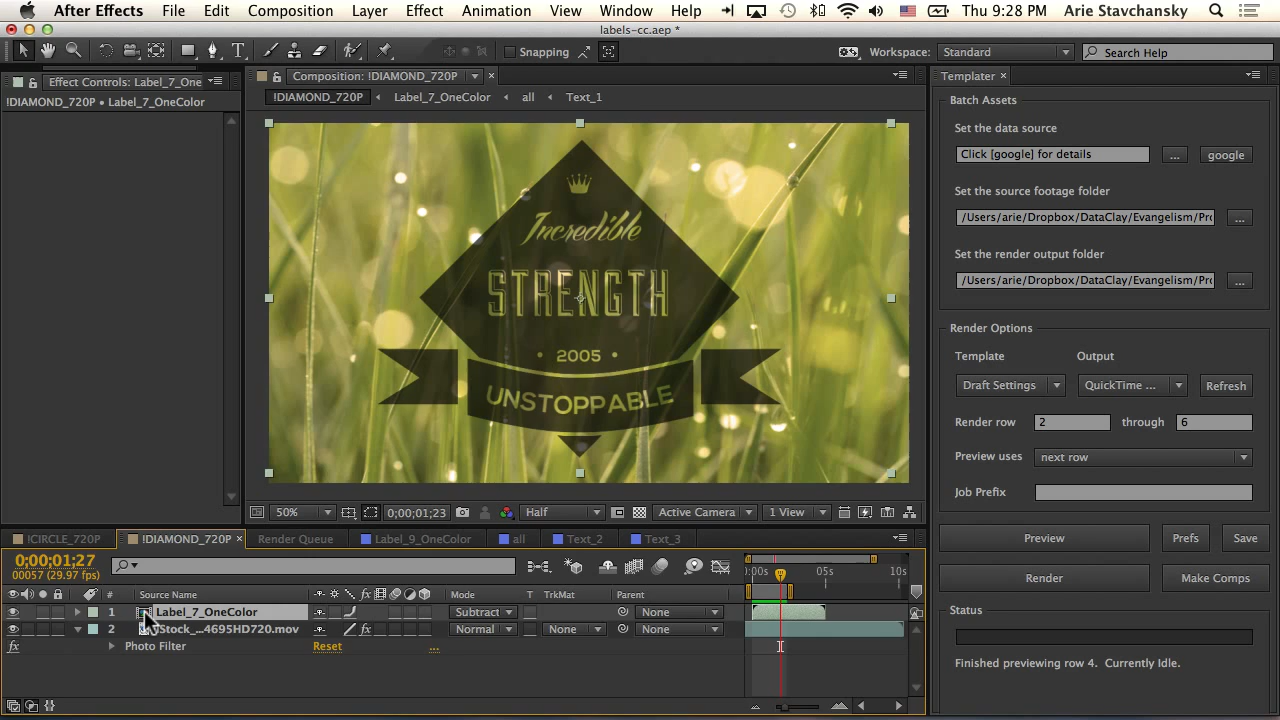 After Effects File Edit Composition Layer Effect Animation View Window Help Thu 9:28 PM Arie Stavchansky
labels-cc.aep *
Snapping
Workspace: Standard
Search Help
Effect Controls: Label_7_One
!DIAMOND_720P • Label_7_OneColor
Composition: !DIAMOND_720P
!DIAMOND_720P Label_7_OneColor all Text_1
Incredible
STRENGTH
• 2005 •
UNSTOPPABLE
50% 0;00;01;23 Half Active Camera 1 View
Templater
Batch Assets
Set the data source
Click [google] for details ... google
Set the source footage folder
/Users/arie/Dropbox/DataClay/Evangelism/Pro ...
Set the render output folder
/Users/arie/Dropbox/DataClay/Evangelism/Pro ...
Render Options
Template Output
Draft Settings QuickTime ... Refresh
Render row 2 through 6
Preview uses next row
Job Prefix
Preview Prefs Save
Render Make Comps
Status
Finished previewing row 4. Currently Idle.
!CIRCLE_720P !DIAMOND_720P Render Queue Label_9_OneColor all Text_2 Text_3
0;00;01;27
00057 (29.97 fps)
:00s 05s 10s
# Source Name Mode T TrkMat Parent
1 Label_7_OneColor Subtract None
2 iStock_...4695HD720.mov Normal None None
fx Photo Filter Reset ...